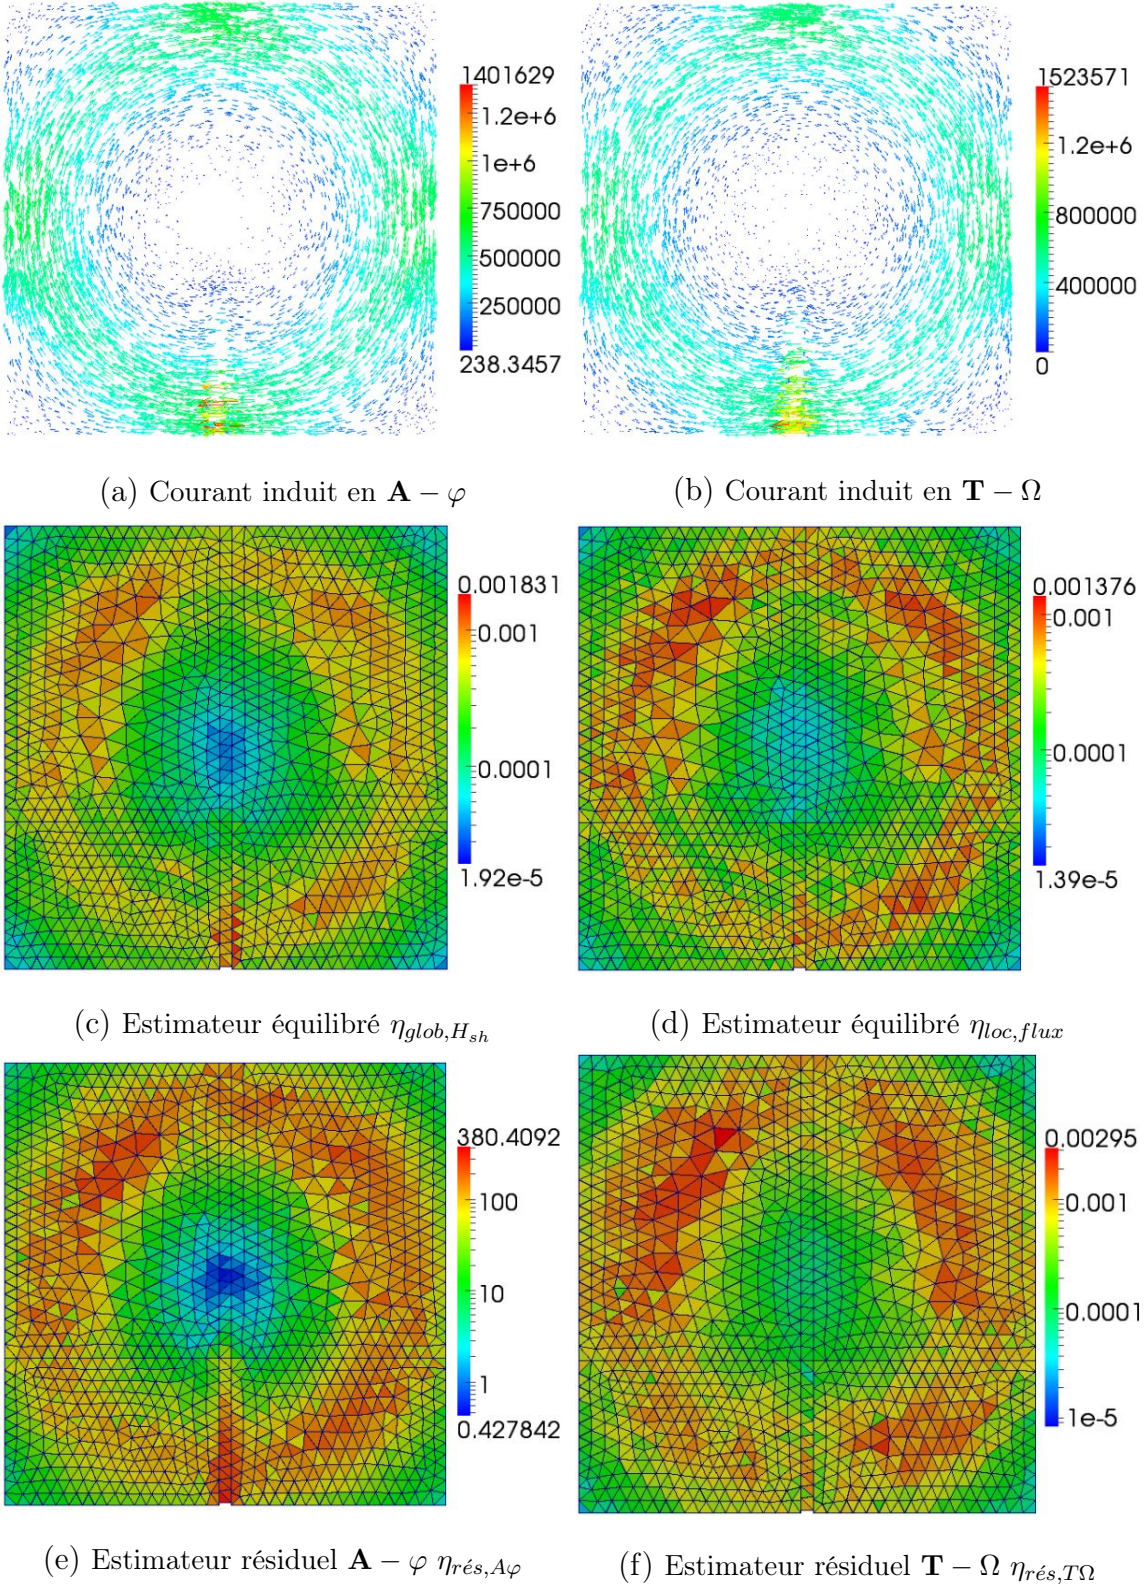 1401629
1.2e+6
1e+6
750000
500000
250000
238.3457
1523571
1.2e+6
800000
400000
0
(a) Courant induit en A − φ
(b) Courant induit en T − Ω
0.001831
0.001
0.0001
1.92e-5
0.001376
0.001
0.0001
1.39e-5
(c) Estimateur équilibré η_{glob,H_{sh}}
(d) Estimateur équilibré η_{loc,flux}
380.4092
100
10
1
0.427842
0.00295
0.001
0.0001
1e-5
(e) Estimateur résiduel A − φ η_{rés,Aφ}
(f) Estimateur résiduel T − Ω η_{rés,TΩ}